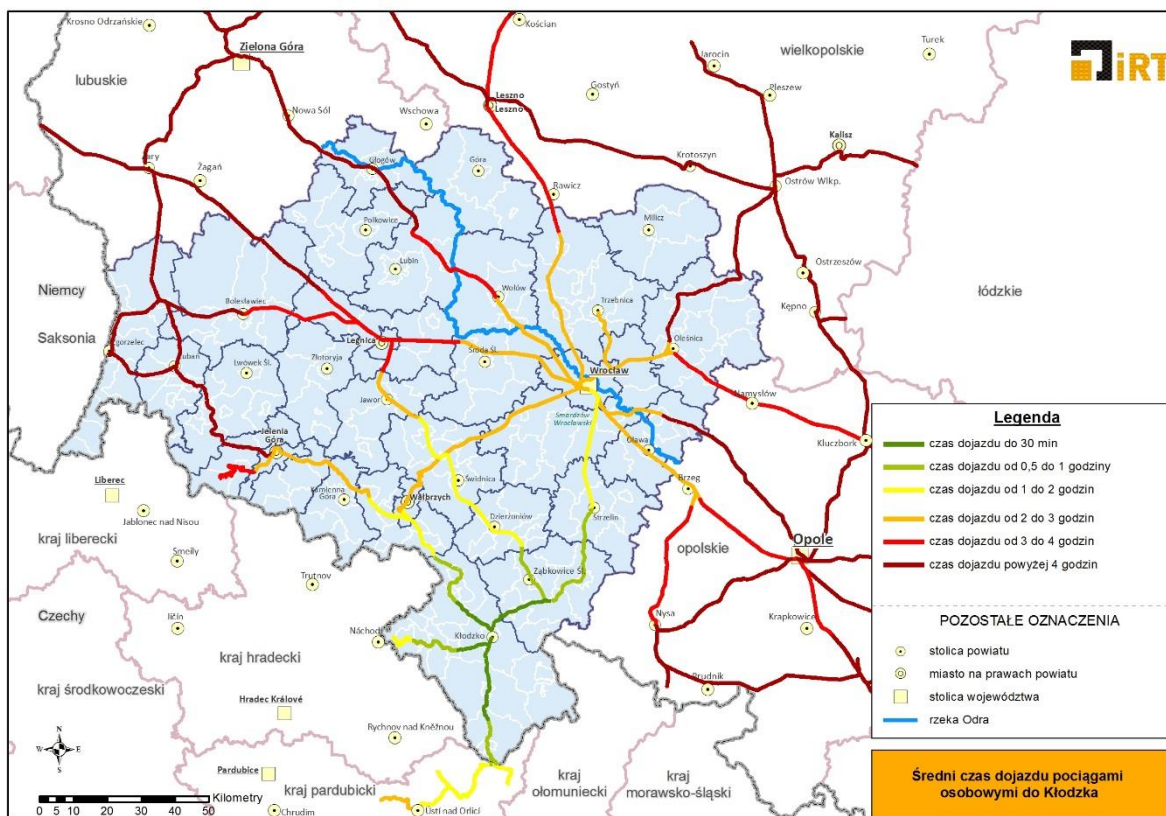 Krosno Odrzańskie
Zielona Góra
lubuskie
Kościan
wielkopolskie
Turek
Jarocin
Pleszew
Gostyń
Leszno
Leszno
Nowa Sól
Wschowa
Kalisz
iRT
Żagań
Głogów
Góra
Rawicz
Krotoszyn
Ostrów Wlkp.
Polkowice
Milicz
Lubin
Ostrzeszów
Niemcy
Saksonia
Bolesławiec
Wołów
Trzebnica
Kępno
łódzkie
Legnica
Oleśnica
Lwówek Śl.
Złotoryja
Środa Śl.
Wrocław
Jawor
Namysłów
Smardzów
Wrocławski
Oława
Kluczbork
Jelenia
Góra
Kamienna
Góra
Wałbrzych
Świdnica
Dzierżoniów
Strzelin
Brzeg
opolskie
Opole
Liberec
Jablonec nad Nisou
kraj liberecki
Trutnov
Ząbkowice Śl.
Nysa
Krapkowice
Czechy
Jičín
Náchod
Kłodzko
kraj hradecki
kraj środkowoczeski
Hradec Králové
Rychnov nad Kněžnou
Prudnik
Pardubice
kraj pardubicki
kraj
ołomuniecki
kraj
morawsko-śląski
Chrudim
Ústí nad Orlicí
N
W
E
S
Kilometry
0 5 10 20 30 40 50
Legenda
czas dojazdu do 30 min
czas dojazdu od 0,5 do 1 godziny
czas dojazdu od 1 do 2 godzin
czas dojazdu od 2 do 3 godzin
czas dojazdu od 3 do 4 godzin
czas dojazdu powyżej 4 godzin
POZOSTAŁE OZNACZENIA
stolica powiatu
miasto na prawach powiatu
stolica województwa
rzeka Odra
Średni czas dojazdu pociągami
osobowymi do Kłodzka